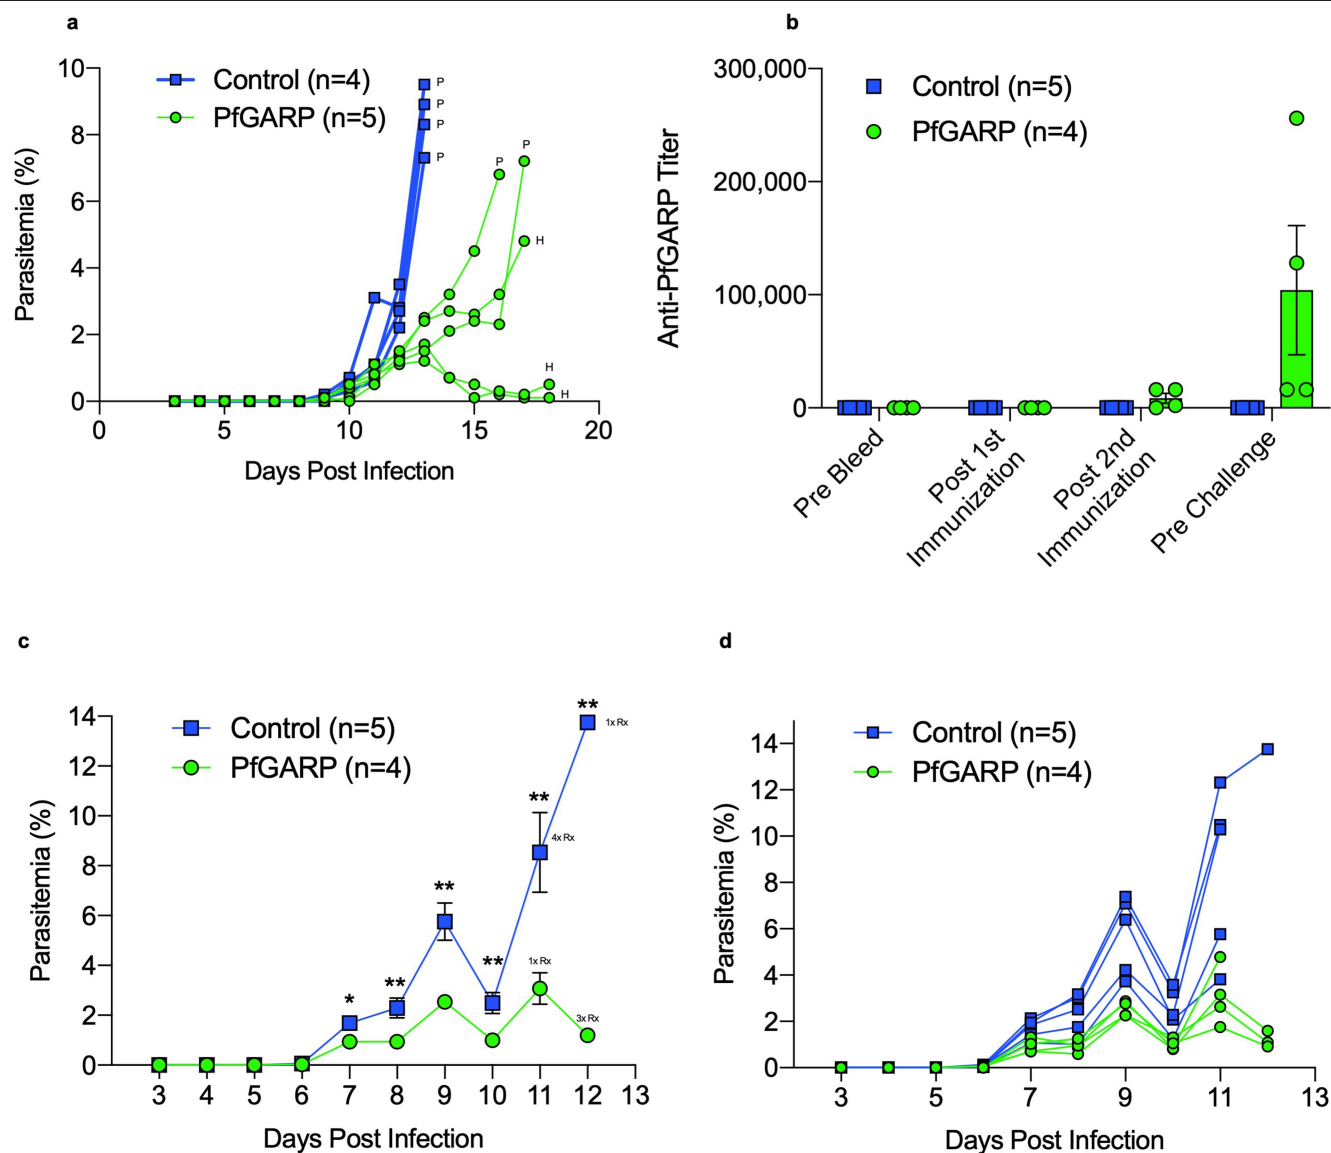 a
Control (n=4)
PfGARP (n=5)
Parasitemia (%)
10
8
6
4
2
0
P
P
P
P
P
P
H
H
H
0
5
10
15
20
Days Post Infection
b
Control (n=5)
PfGARP (n=4)
Anti-PfGARP Titer
300,000
200,000
100,000
0
Pre Bleed
Post 1st
Immunization
Post 2nd
Immunization
Pre Challenge
c
Control (n=5)
PfGARP (n=4)
Parasitemia (%)
14
12
10
8
6
4
2
0
*
**
**
**
**
**
4x Rx
1x Rx
1x Rx
3x Rx
3
4
5
6
7
8
9
10
11
12
13
Days Post Infection
d
Control (n=5)
PfGARP (n=4)
Parasitemia (%)
14
12
10
8
6
4
2
0
3
5
7
9
11
13
Days Post Infection